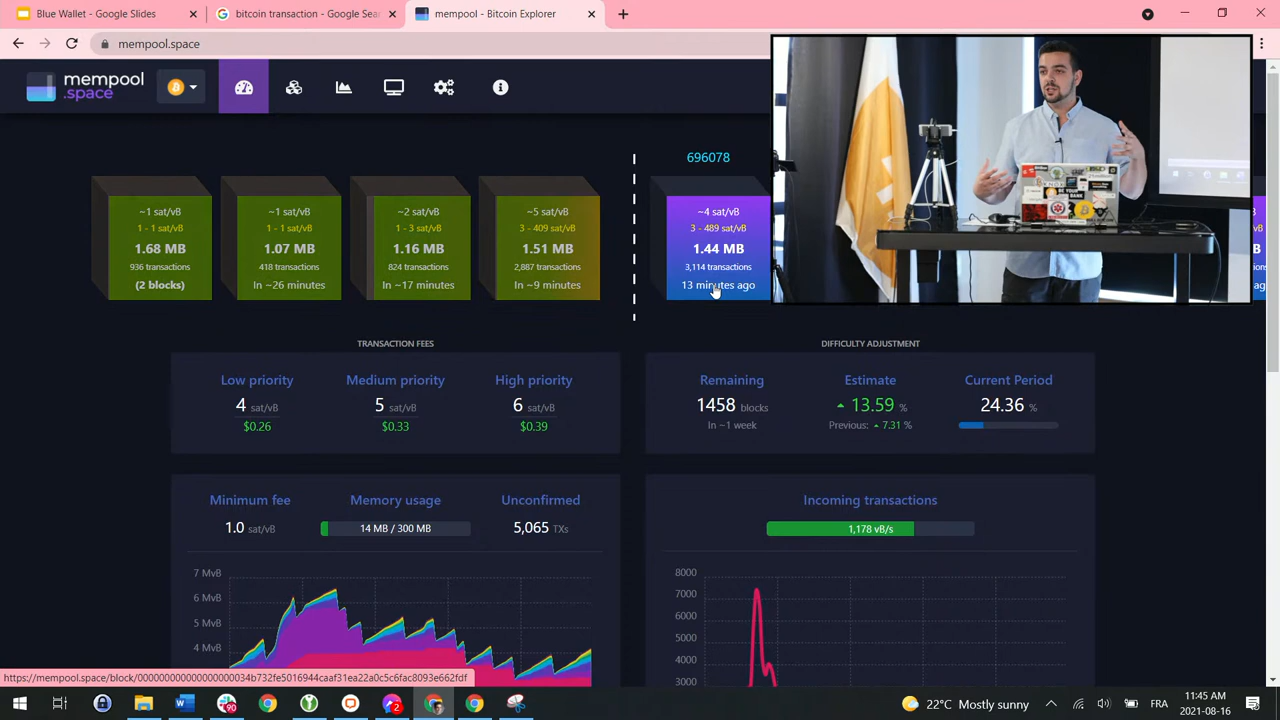 Blue Wallet - Google Slides
bitcoin transaction - Google Sea
mempool - Bitcoin Explorer
mempool.space
mempool
.space
696078
~1 sat/vB
1 - 1 sat/vB
1.68 MB
936 transactions
(2 blocks)
~1 sat/vB
1 - 1 sat/vB
1.07 MB
418 transactions
In ~26 minutes
~2 sat/vB
1 - 3 sat/vB
1.16 MB
824 transactions
In ~17 minutes
~5 sat/vB
3 - 409 sat/vB
1.51 MB
2,887 transactions
In ~9 minutes
~4 sat/vB
3 - 489 sat/vB
1.44 MB
3,114 transactions
13 minutes ago
TRANSACTION FEES
Low priority
4 sat/vB
$0.26
Medium priority
5 sat/vB
$0.33
High priority
6 sat/vB
$0.39
DIFFICULTY ADJUSTMENT
Remaining
1458 blocks
In ~1 week
Estimate
13.59 %
Previous: 7.31 %
Current Period
24.36 %
Minimum fee
1.0 sat/vB
Memory usage
14 MB / 300 MB
Unconfirmed
5,065 TXs
Incoming transactions
1,178 vB/s
7 MvB
6 MvB
5 MvB
4 MvB
8000
7000
6000
5000
4000
3000
22°C Mostly sunny
FRA
11:45 AM
2021-08-16